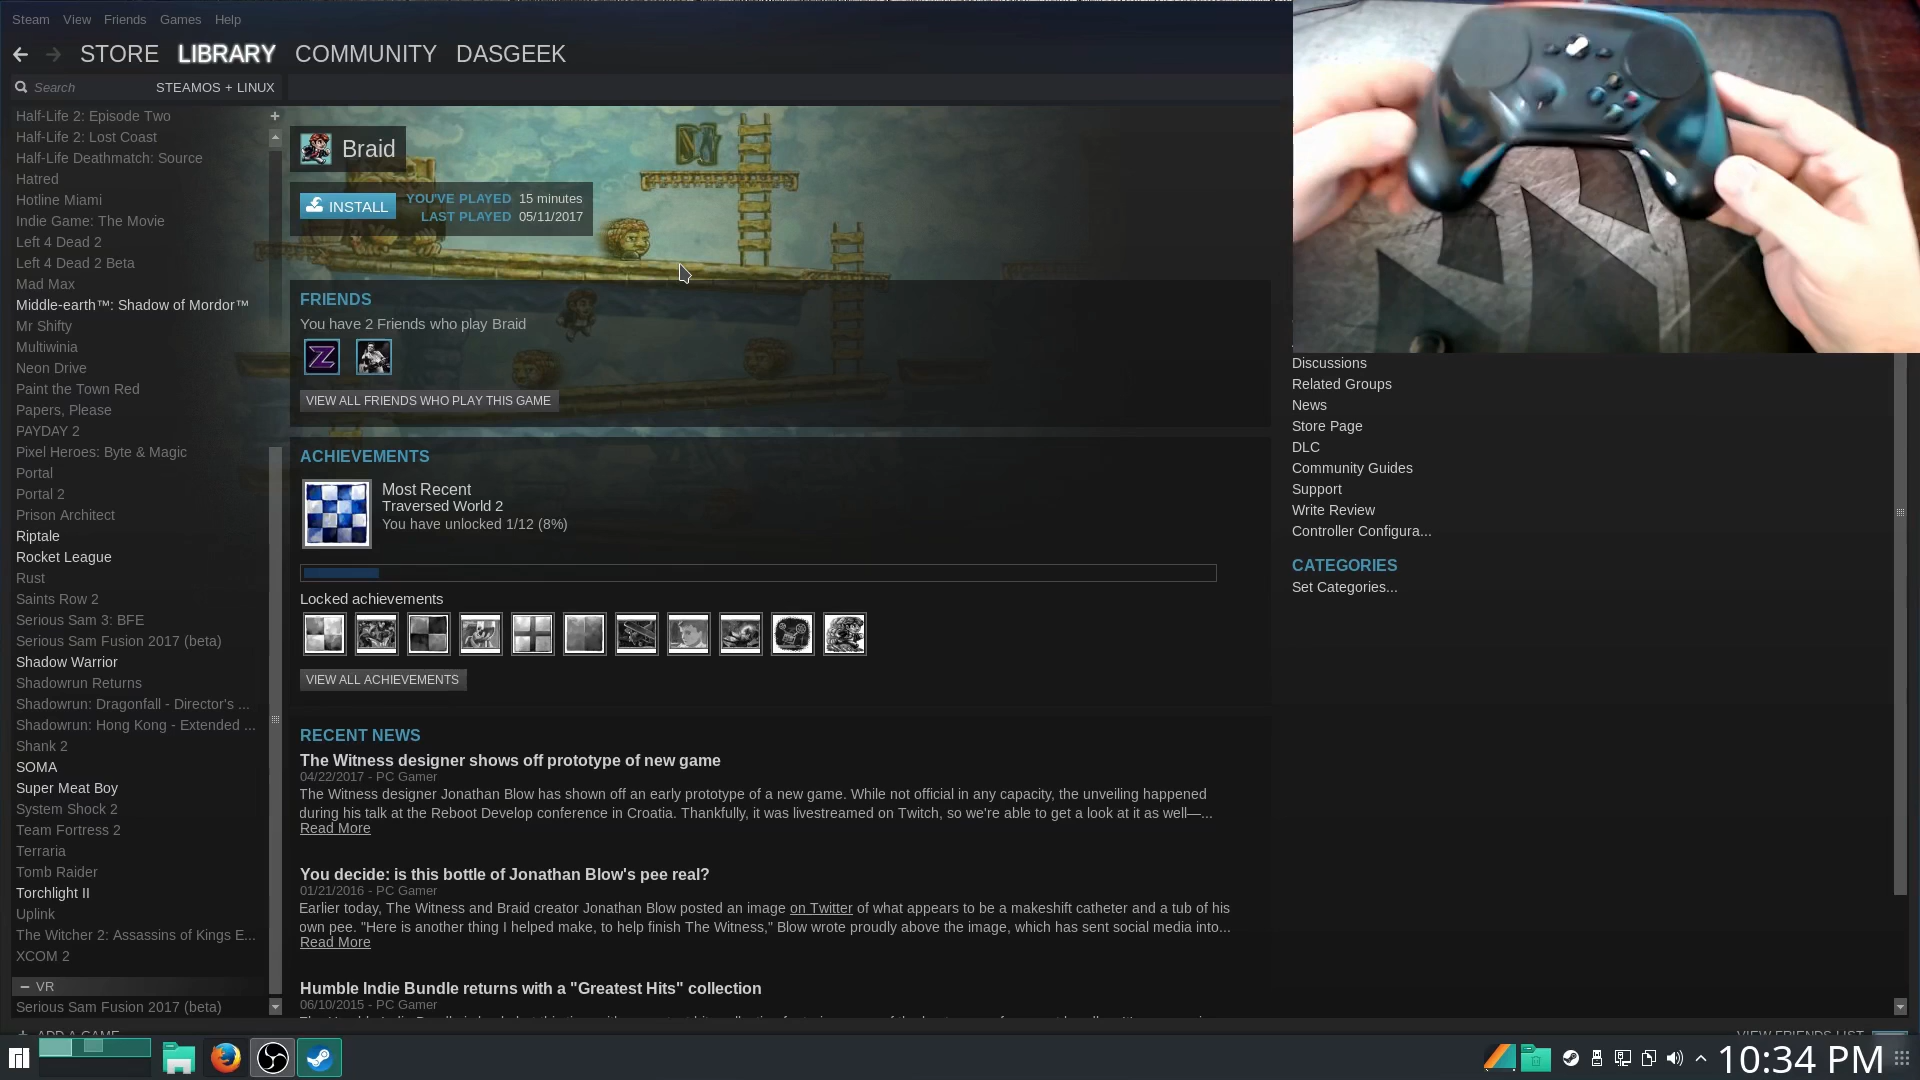 Steam View Friends Games Help
STORE LIBRARY COMMUNITY DASGEEK
Search STEAMOS + LINUX
Half-Life 2: Episode Two
Half-Life 2: Lost Coast
Half-Life Deathmatch: Source
Hatred
Hotline Miami
Indie Game: The Movie
Left 4 Dead 2
Left 4 Dead 2 Beta
Mad Max
Middle-earth™: Shadow of Mordor™
Mr Shifty
Multiwinia
Neon Drive
Paint the Town Red
Papers, Please
PAYDAY 2
Pixel Heroes: Byte & Magic
Portal
Portal 2
Prison Architect
Riptale
Rocket League
Rust
Saints Row 2
Serious Sam 3: BFE
Serious Sam Fusion 2017 (beta)
Shadow Warrior
Shadowrun Returns
Shadowrun: Dragonfall - Director's ...
Shadowrun: Hong Kong - Extended ...
Shank 2
SOMA
Super Meat Boy
System Shock 2
Team Fortress 2
Terraria
Tomb Raider
Torchlight II
Uplink
The Witcher 2: Assassins of Kings E...
XCOM 2
VR
Serious Sam Fusion 2017 (beta)
ADD A GAME
Braid
INSTALL
YOU'VE PLAYED 15 minutes
LAST PLAYED 05/11/2017
FRIENDS
You have 2 Friends who play Braid
VIEW ALL FRIENDS WHO PLAY THIS GAME
ACHIEVEMENTS
Most Recent
Traversed World 2
You have unlocked 1/12 (8%)
Locked achievements
VIEW ALL ACHIEVEMENTS
RECENT NEWS
The Witness designer shows off prototype of new game
04/22/2017 - PC Gamer
The Witness designer Jonathan Blow has shown off an early prototype of a new game. While not official in any capacity, the unveiling happened
during his talk at the Reboot Develop conference in Croatia. Thankfully, it was livestreamed on Twitch, so we're able to get a look at it as well—...
Read More
You decide: is this bottle of Jonathan Blow's pee real?
01/21/2016 - PC Gamer
Earlier today, The Witness and Braid creator Jonathan Blow posted an image on Twitter of what appears to be a makeshift catheter and a tub of his
own pee. "Here is another thing I helped make, to help finish The Witness," Blow wrote proudly above the image, which has sent social media into...
Read More
Humble Indie Bundle returns with a "Greatest Hits" collection
06/10/2015 - PC Gamer
Discussions
Related Groups
News
Store Page
DLC
Community Guides
Support
Write Review
Controller Configura...
CATEGORIES
Set Categories...
VIEW FRIENDS LIST
10:34 PM